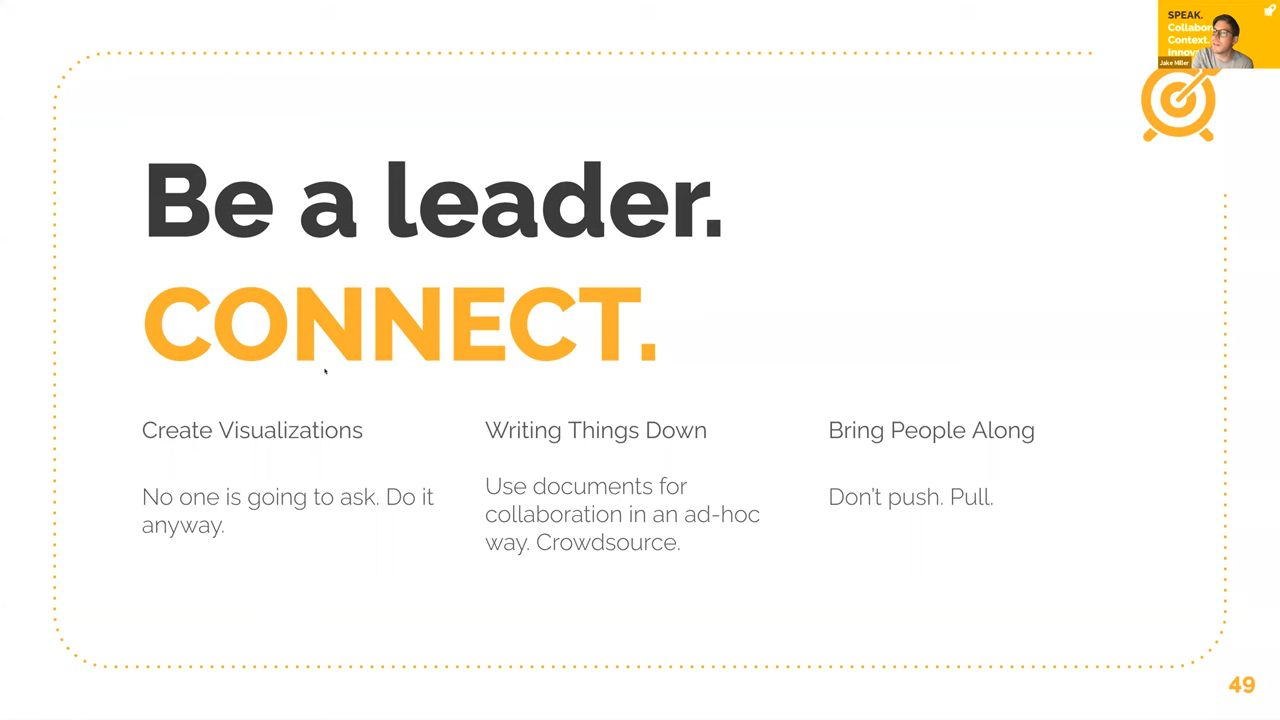 SPEAK.
Context.
Jake Miller
Be a leader.
CONNECT.
Create Visualizations
No one is going to ask. Do it
anyway.
Writing Things Down
Use documents for
collaboration in an ad-hoc
way. Crowdsource.
Bring People Along
Don't push. Pull.
49